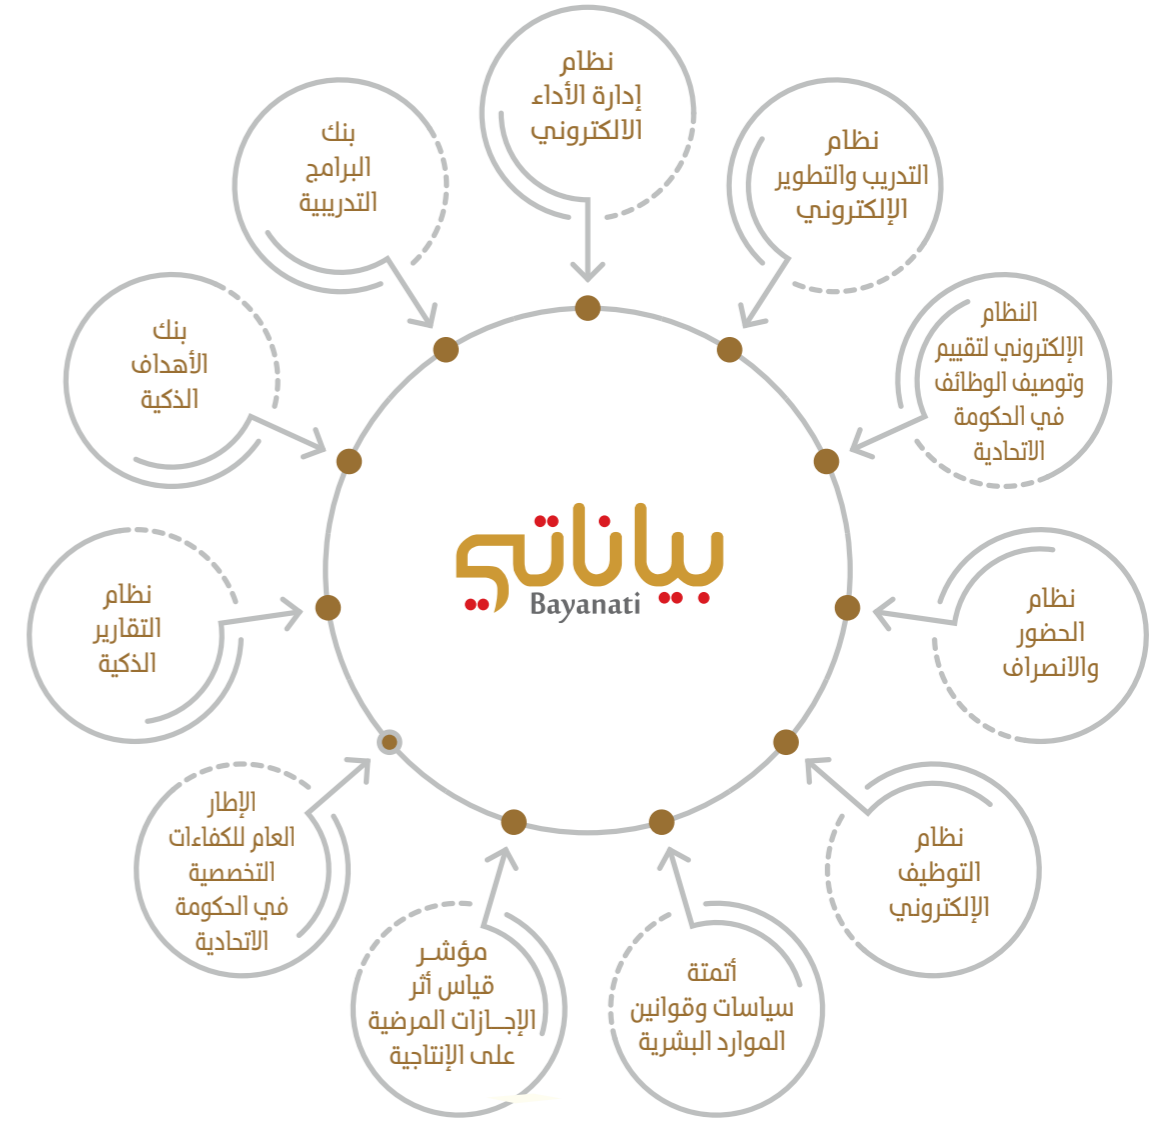 نظام
إدارة الأداء
الالكتروني
نظام
التدريب والتطوير
الإلكتروني
النظام
الإلكتروني لتقييم
وتوصيف الوظائف
في الحكومة
الاتحادية
نظام
الحضور
والانصراف
نظام
التوظيف
الإلكتروني
أتمتة
سياسات وقوانين
الموارد البشرية
مؤشـر
قياس أثر
الإجــازات المرضية
على الإنتاجية
الإطار
العام للكفاءات
التخصصية
في الحكومة
الاتحادية
نظام
التقارير
الذكية
بنك
الأهداف
الذكية
بنك
البرامج
التدريبية
بياناتي
Bayanati